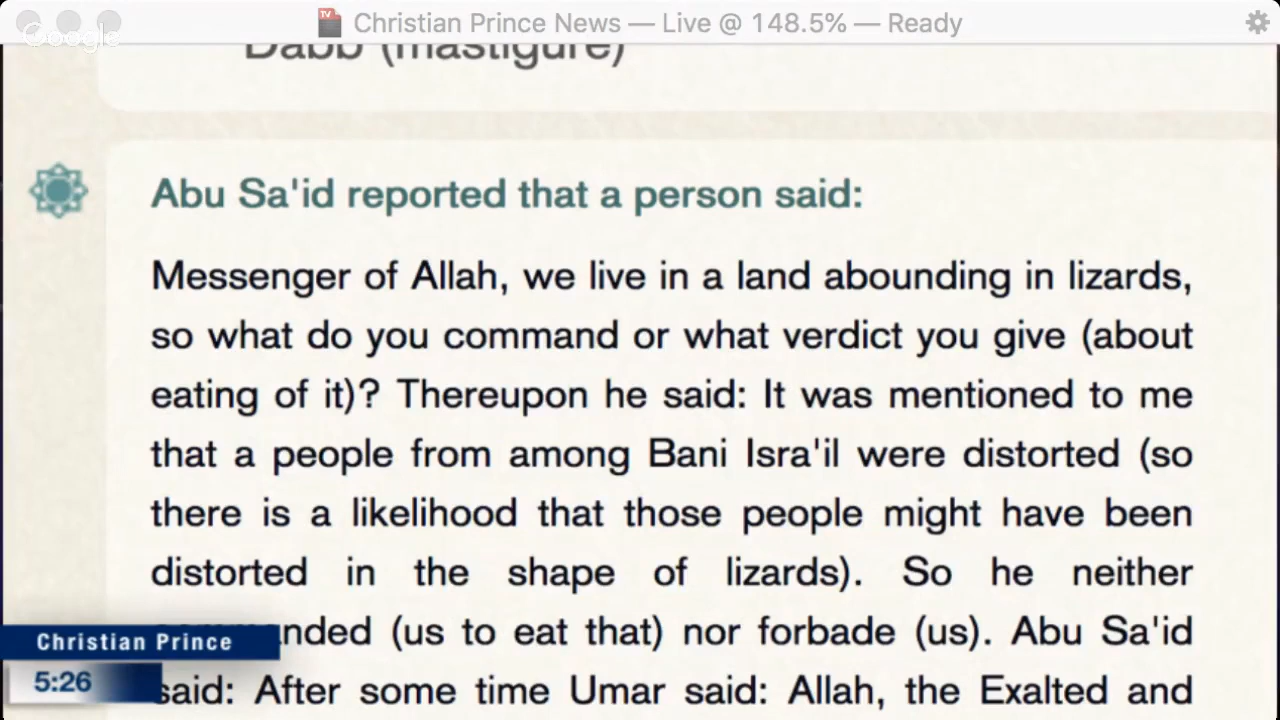 Christian Prince News — Live @ 148.5% — Ready
Google
Dabb (mastigure)
Abu Sa'id reported that a person said:
Messenger of Allah, we live in a land abounding in lizards,
so what do you command or what verdict you give (about
eating of it)? Thereupon he said: It was mentioned to me
that a people from among Bani Isra'il were distorted (so
there is a likelihood that those people might have been
distorted in the shape of lizards). So he neither
nded (us to eat that) nor forbade (us). Abu Sa'id
said: After some time Umar said: Allah, the Exalted and
Christian Prince
5:26